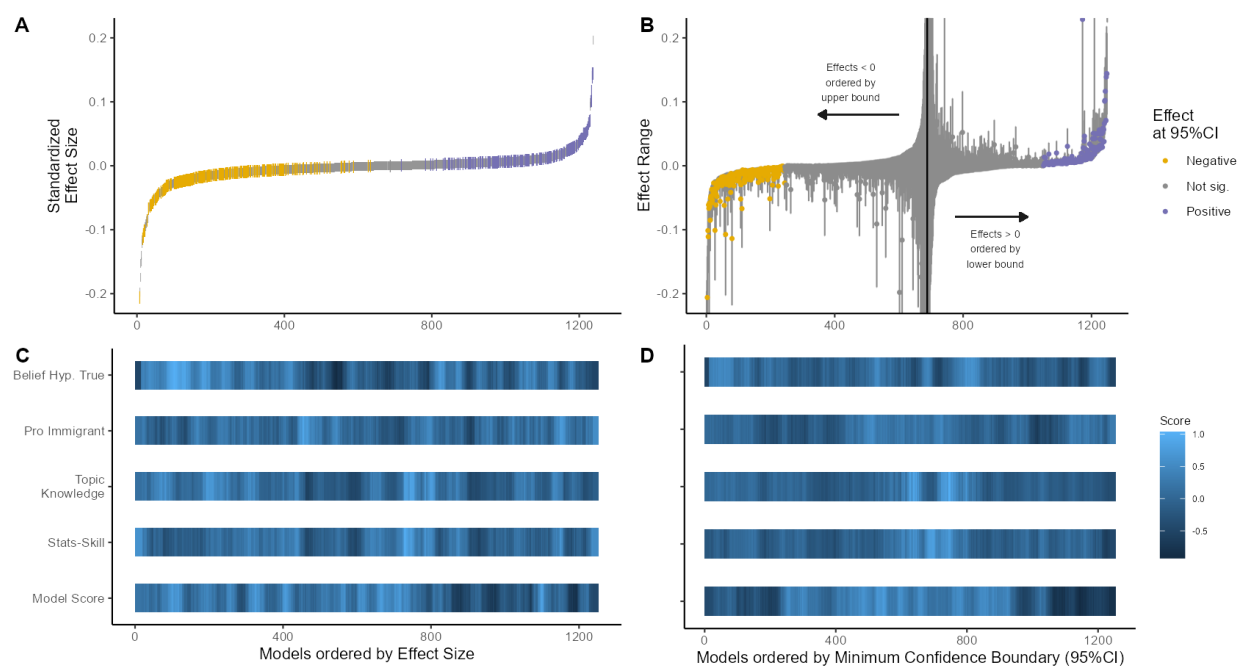 A
0.2
0.1
0.0
-0.1
-0.2
Standardized
Effect Size
0
400
800
1200
B
0.2
0.1
0.0
-0.1
-0.2
Effect Range
Effects < 0
ordered by
upper bound
Effects > 0
ordered by
lower bound
0
400
800
1200
Effect
at 95%CI
Negative
Not sig.
Positive
C
Belief Hyp. True
Pro Immigrant
Topic
Knowledge
Stats-Skill
Model Score
0
400
800
1200
Models ordered by Effect Size
D
0
400
800
1200
Models ordered by Minimum Confidence Boundary (95%CI)
Score
1.0
0.5
0.0
-0.5